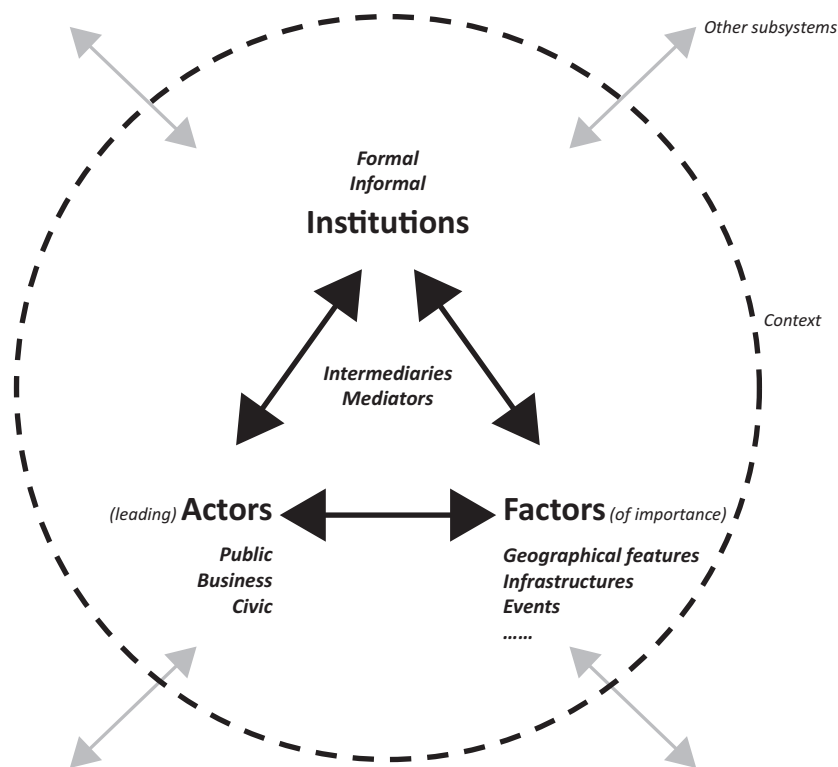 Other subsystems
Formal
Informal
Institutions
Context
Intermediaries
Mediators
(leading) Actors
Factors (of importance)
Public
Business
Civic
Geographical features
Infrastructures
Events
......